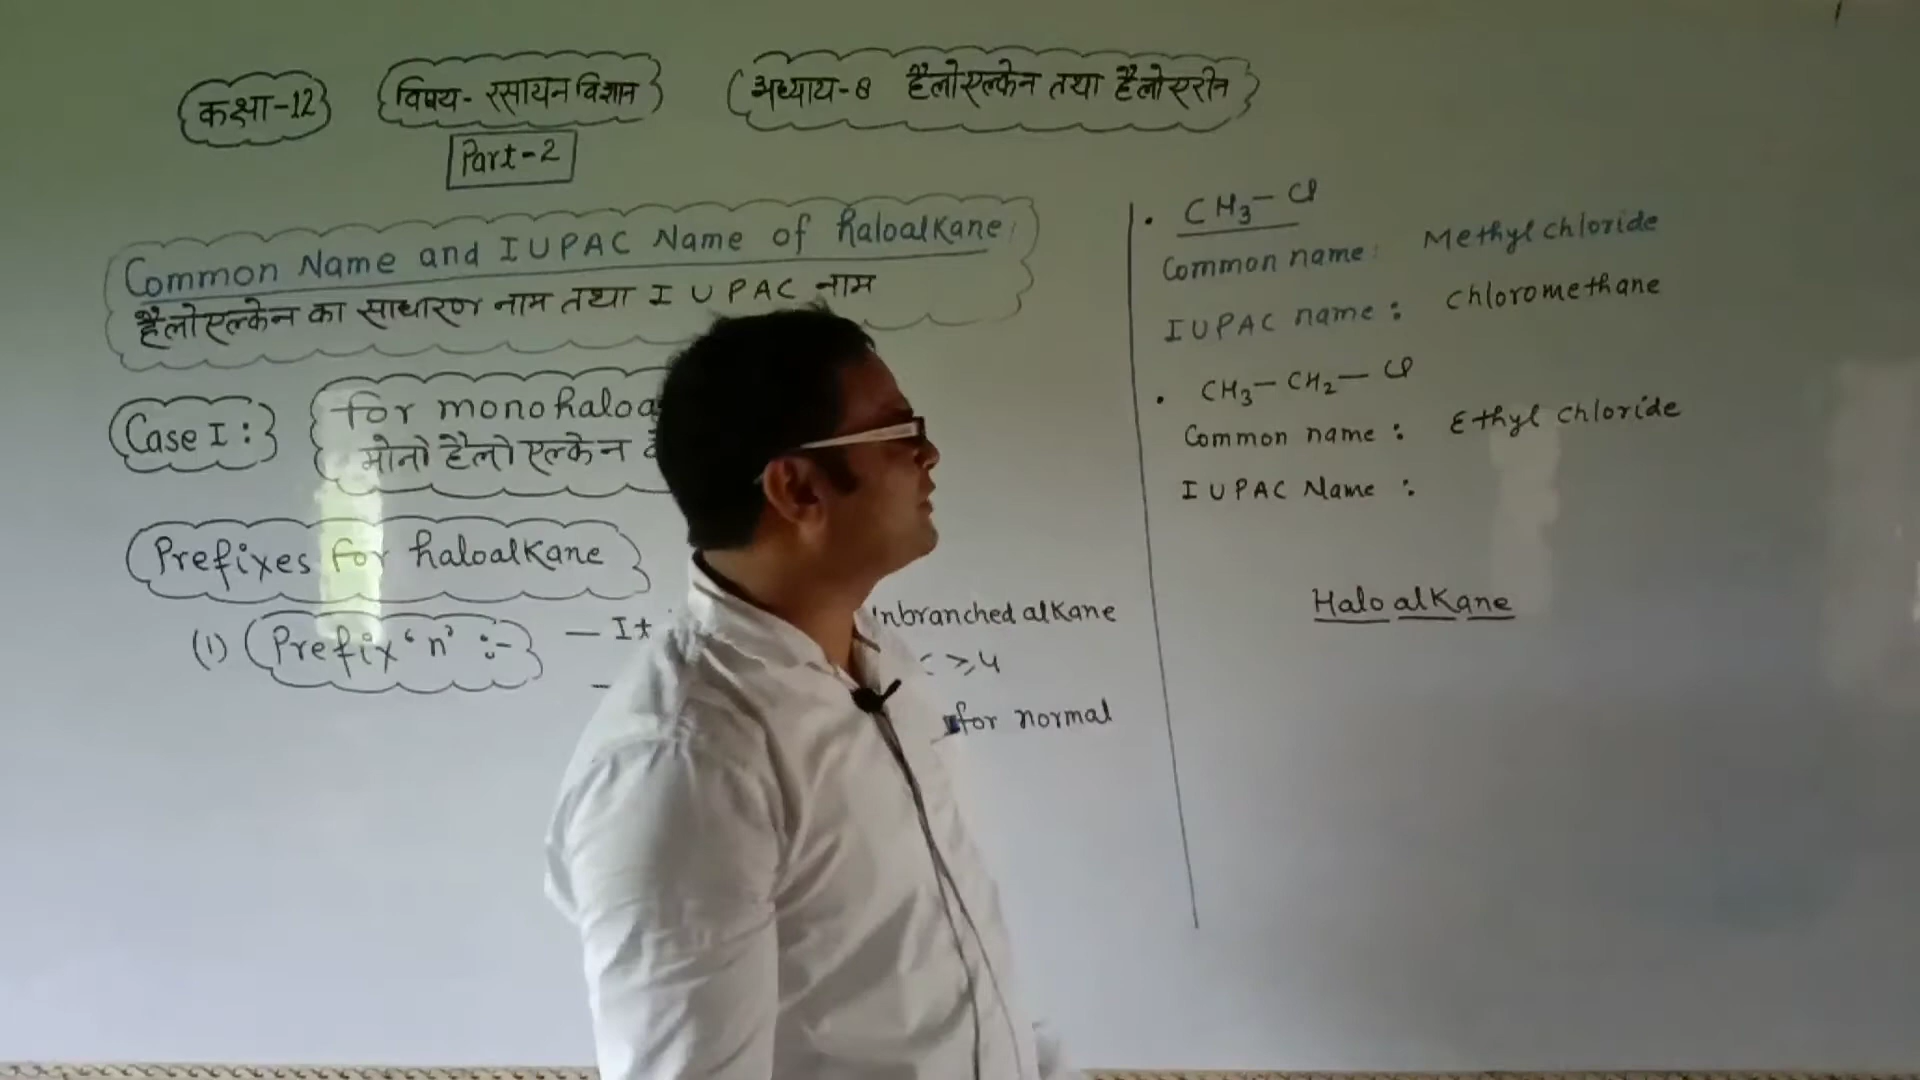 कक्षा-12 विषय- रसायन विज्ञान अध्याय-8 हैलोएल्केन तथा हैलोएरीन
Part-2
Common Name and IUPAC Name of haloalkane:
हैलोएल्केन का साधारण नाम तथा IUPAC नाम
Case I: for monohaloa
मोनो हैलोएल्केन
Prefixes for haloalkane
(1) Prefix 'n' :- — It nbranched alkane
≥4
for normal
• CH3—Cl
Common name: Methyl chloride
IUPAC name: Chloromethane
• CH3—CH2—Cl
Common name: Ethyl chloride
IUPAC Name:
Haloalkane